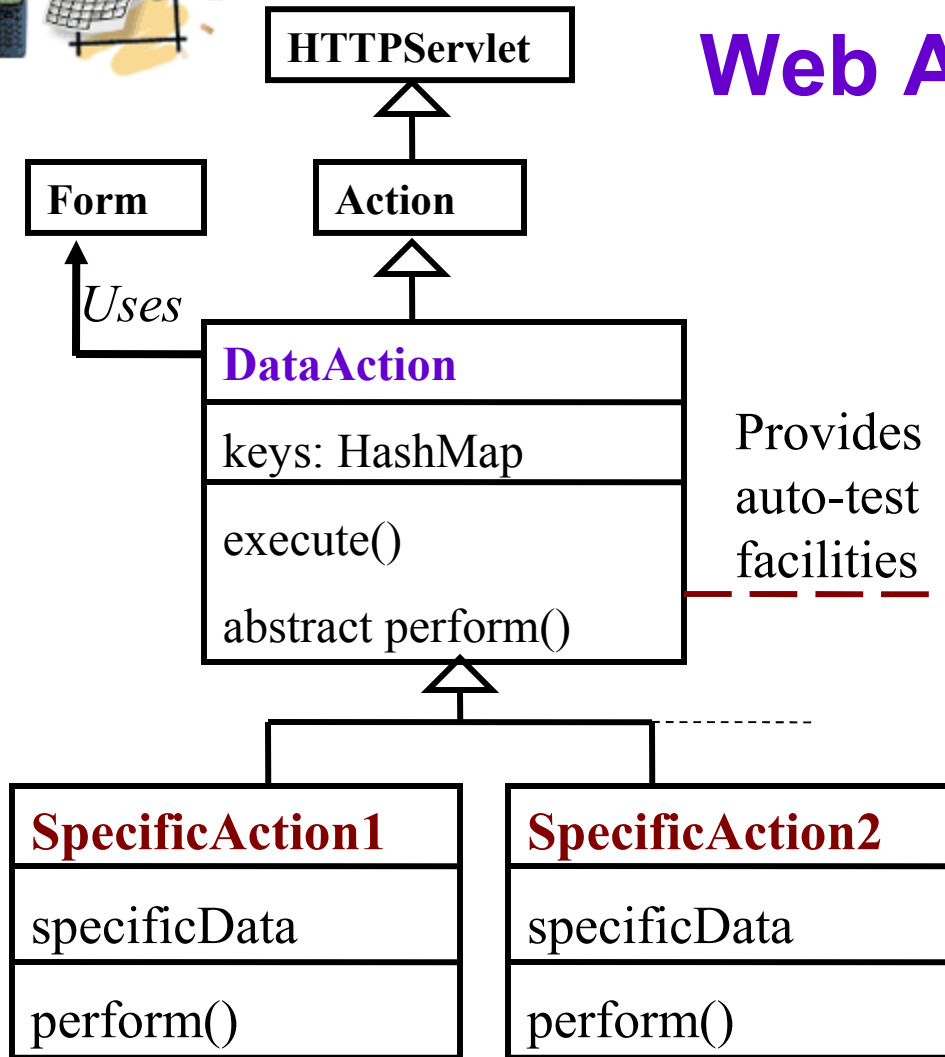 HTTPServlet
Web A
Form
Action
Uses
DataAction
keys: HashMap
Provides
auto-test
facilities
execute()
abstract perform()
SpecificAction1
SpecificAction2
specificData
specificData
perform()
perform()